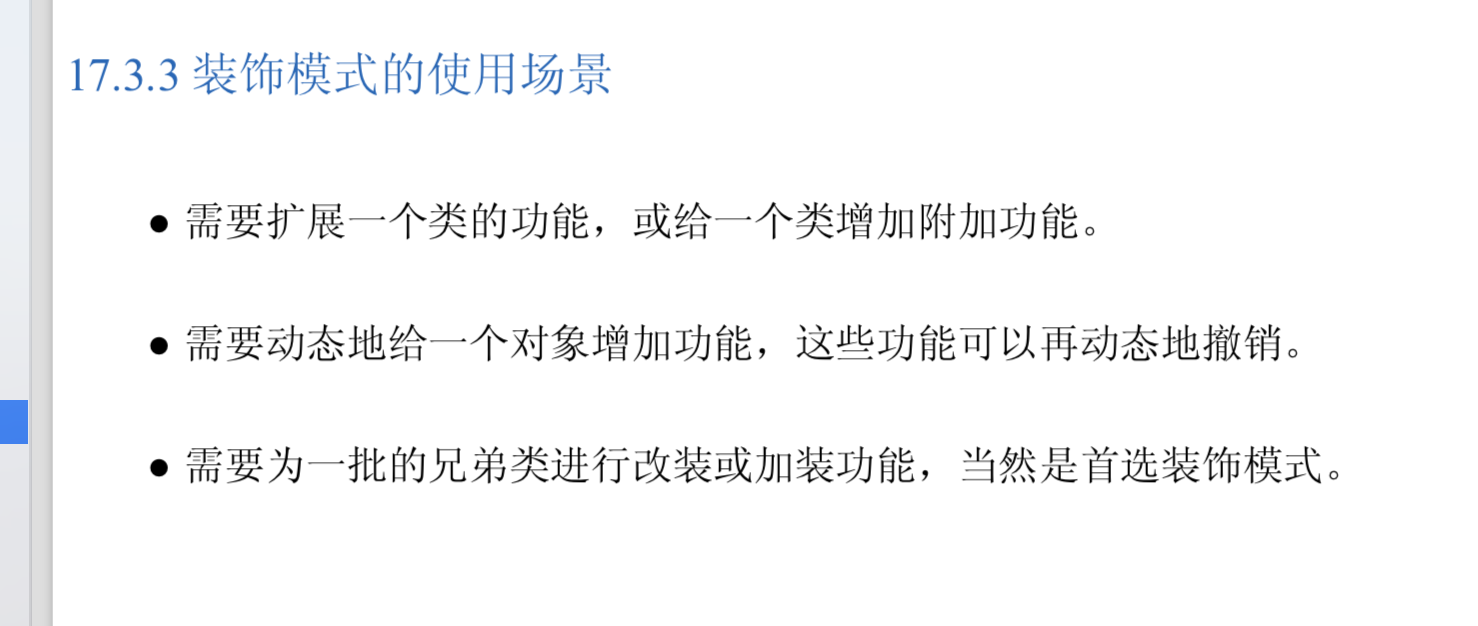 17.3.3 装饰模式的使用场景
● 需要扩展一个类的功能，或给一个类增加附加功能。
● 需要动态地给一个对象增加功能，这些功能可以再动态地撤销。
● 需要为一批的兄弟类进行改装或加装功能，当然是首选装饰模式。